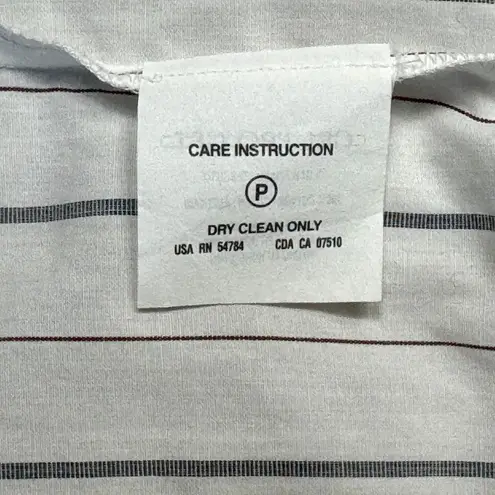 CARE INSTRUCTION
P
DRY CLEAN ONLY
USA RN 54784 CDA CA 07510